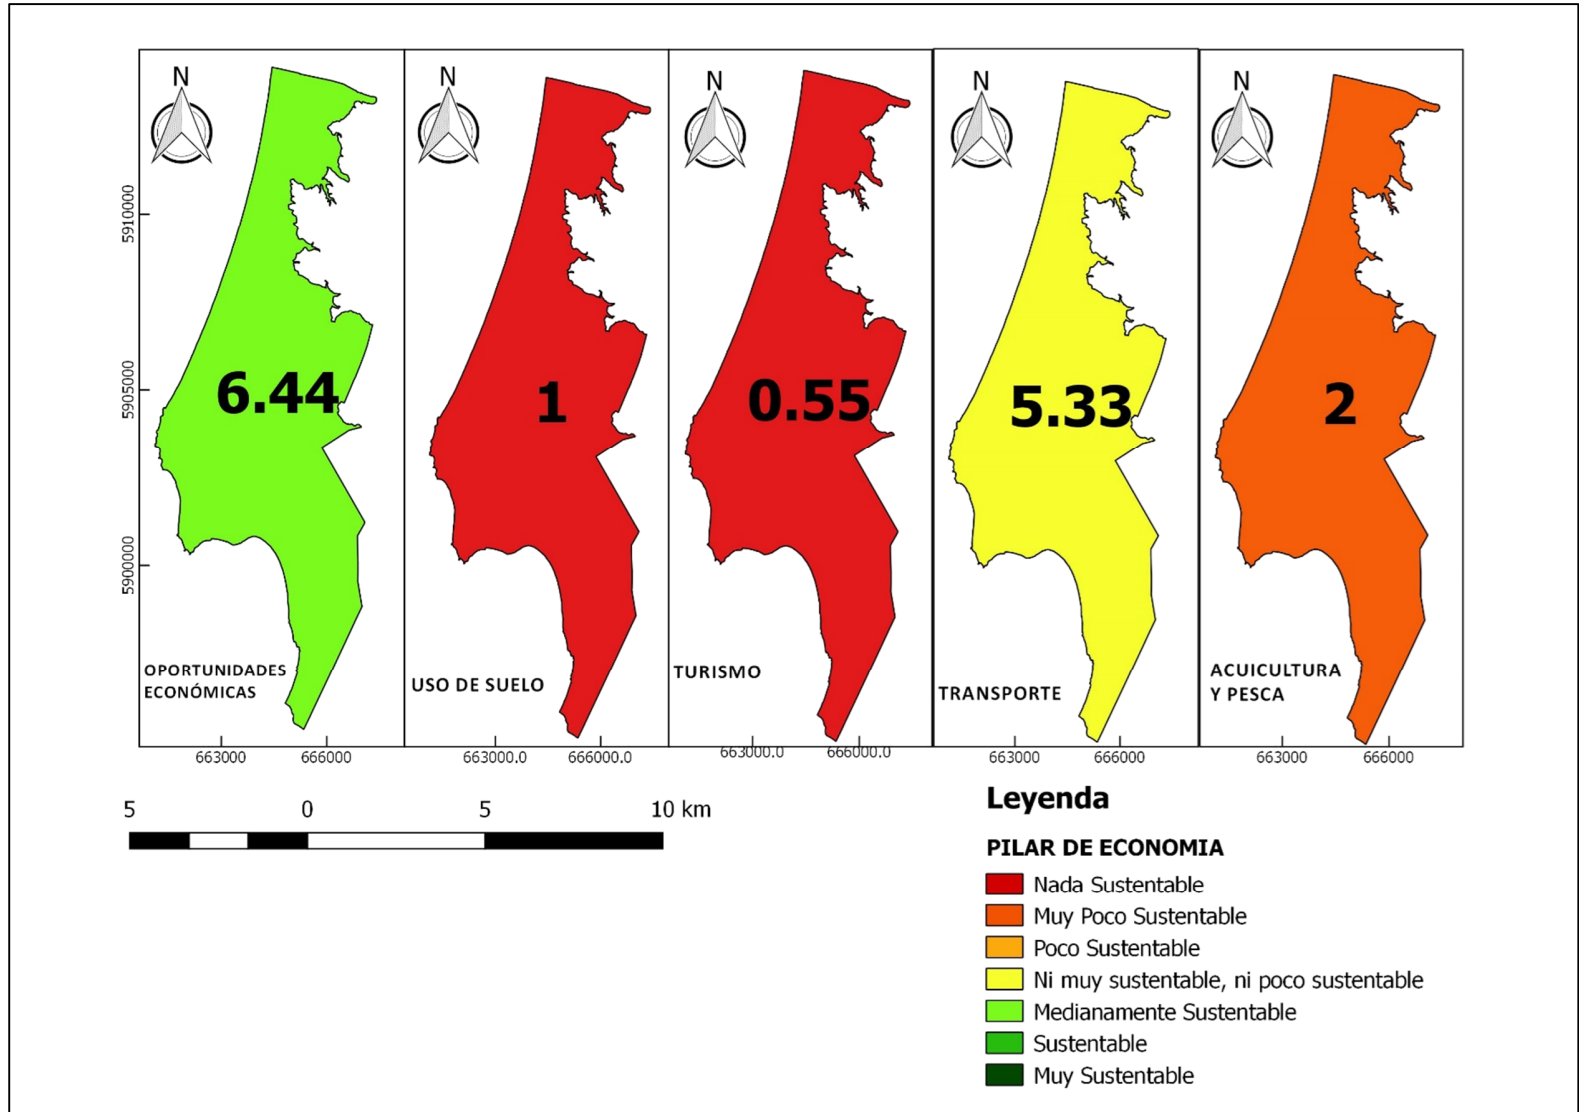 N
N
N
N
N
5910000
5905000
5900000
6.44
1
0.55
5.33
2
OPORTUNIDADES
ECONÓMICAS
USO DE SUELO
TURISMO
TRANSPORTE
ACUICULTURA
Y PESCA
663000
666000
663000.0
666000.0
663000.0
666000.0
663000
666000
663000
666000
5 0 5 10 km
Leyenda
PILAR DE ECONOMIA
Nada Sustentable
Muy Poco Sustentable
Poco Sustentable
Ni muy sustentable, ni poco sustentable
Medianamente Sustentable
Sustentable
Muy Sustentable